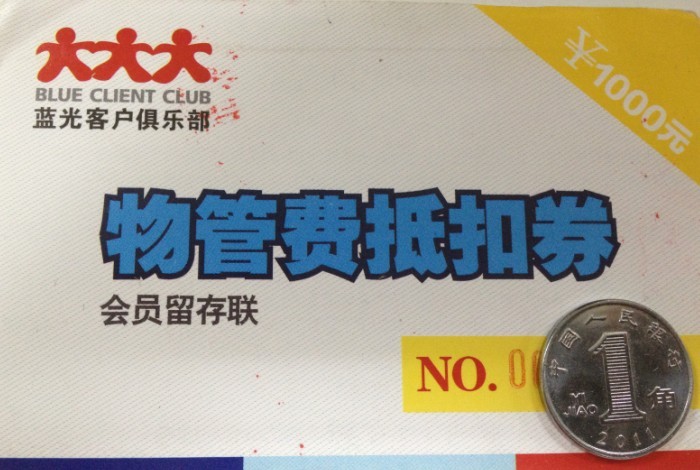 ¥1000元
BLUE CLIENT CLUB
蓝光客户俱乐部
物管费抵扣券
会员留存联
NO. 0
中国人民银行
1角
YI
JIAO
2011